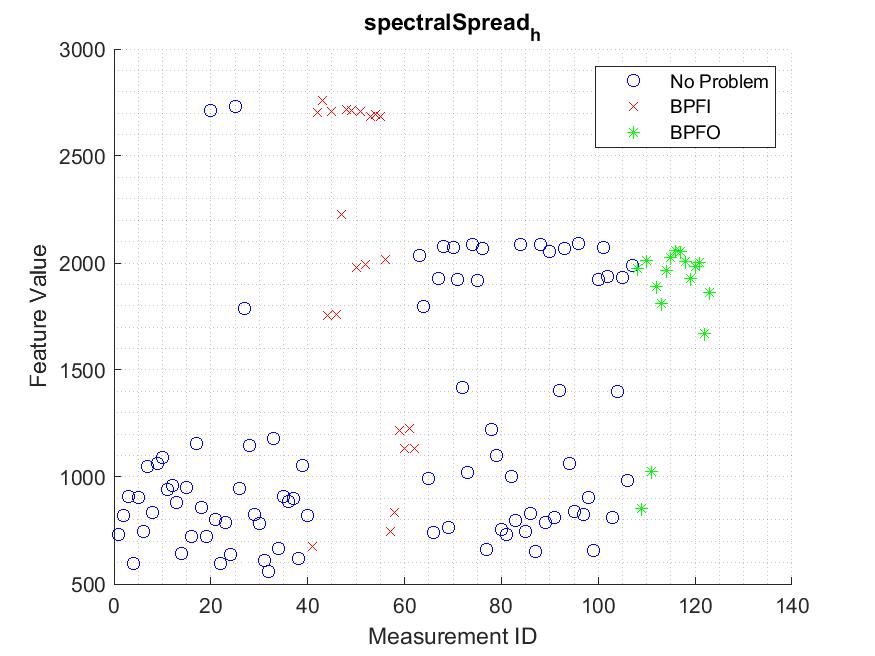 spectralSpread_h
3000
2500
2000
1500
1000
500
0 20 40 60 80 100 120 140
Feature Value
Measurement ID
No Problem
BPFI
BPFO